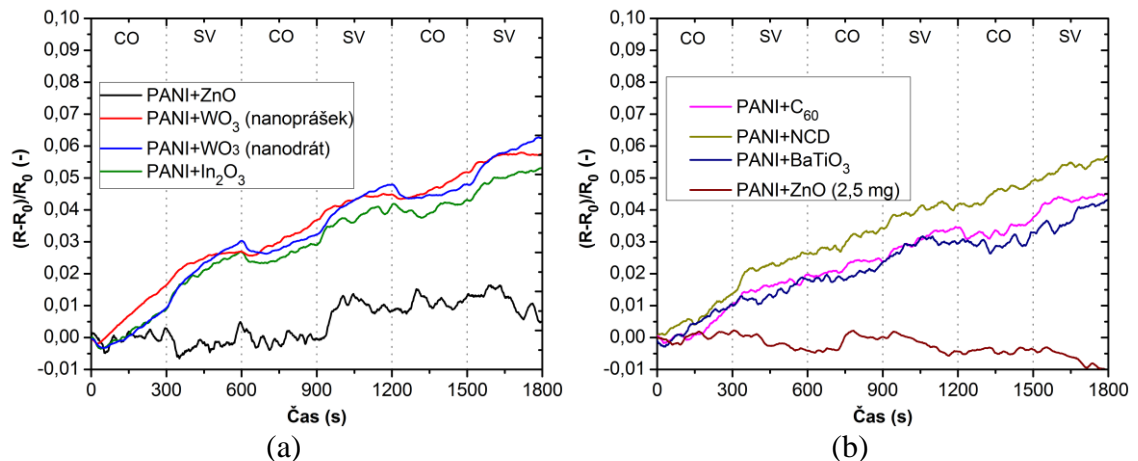 0,10
0,09
0,08
0,07
0,06
0,05
0,04
0,03
0,02
0,01
0,00
-0,01
(R-R0)/R0 (-)
CO SV CO SV CO SV
PANI+ZnO
PANI+WO3 (nanoprášek)
PANI+WO3 (nanodrát)
PANI+In2O3
0 300 600 900 1200 1500 1800
Čas (s)
(a)
0,10
0,09
0,08
0,07
0,06
0,05
0,04
0,03
0,02
0,01
0,00
-0,01
(R-R0)/R0 (-)
CO SV CO SV CO SV
PANI+C60
PANI+NCD
PANI+BaTiO3
PANI+ZnO (2,5 mg)
0 300 600 900 1200 1500 1800
Čas (s)
(b)